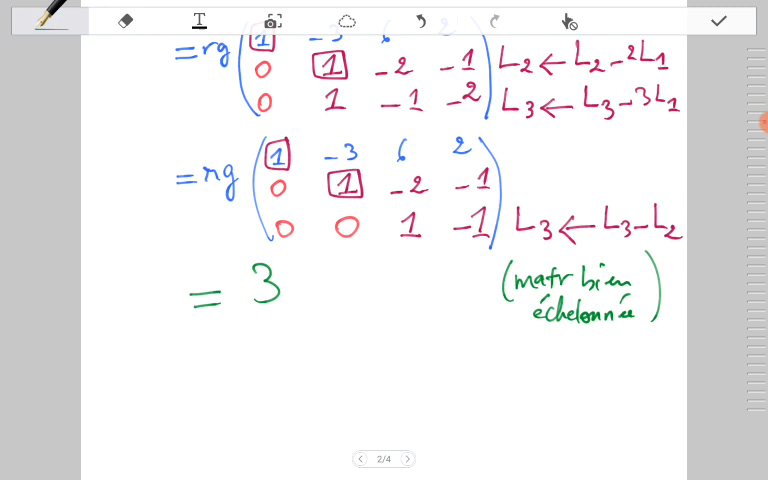 T
= rg ( 1 -3 6 2 )
0 1 -2 -1 L2 ← L2 - 2L1
0 1 -1 -2 L3 ← L3 - 3L1
= rg ( 1 -3 6 2 )
0 1 -2 -1
0 0 1 -1 L3 ← L3 - L2
= 3 (matr bien
échelonnée)
2/4